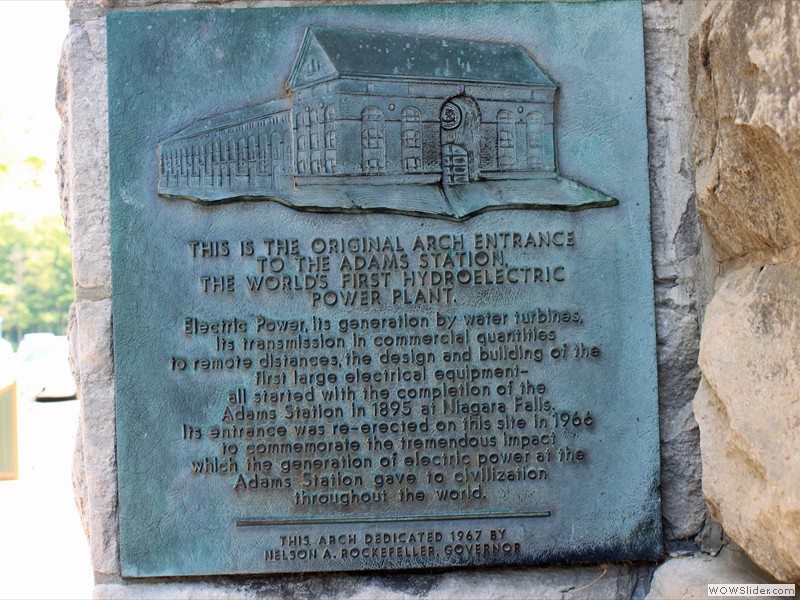 THIS IS THE ORIGINAL ARCH ENTRANCE
TO THE ADAMS STATION.
THE WORLD'S FIRST HYDROELECTRIC
POWER PLANT.
Electric Power, its generation by water turbines,
its transmission in commercial quantities
to remote distances, the design and building of the
first large electrical equipment–
all started with the completion of the
Adams Station in 1895 at Niagara Falls.
Its entrance was re-erected on this site in 1966
to commemorate the tremendous impact
which the generation of electric power at the
Adams Station gave to civilization
throughout the world.
THIS ARCH DEDICATED 1967 BY
NELSON A. ROCKEFELLER, GOVERNOR
WOWSlider.com